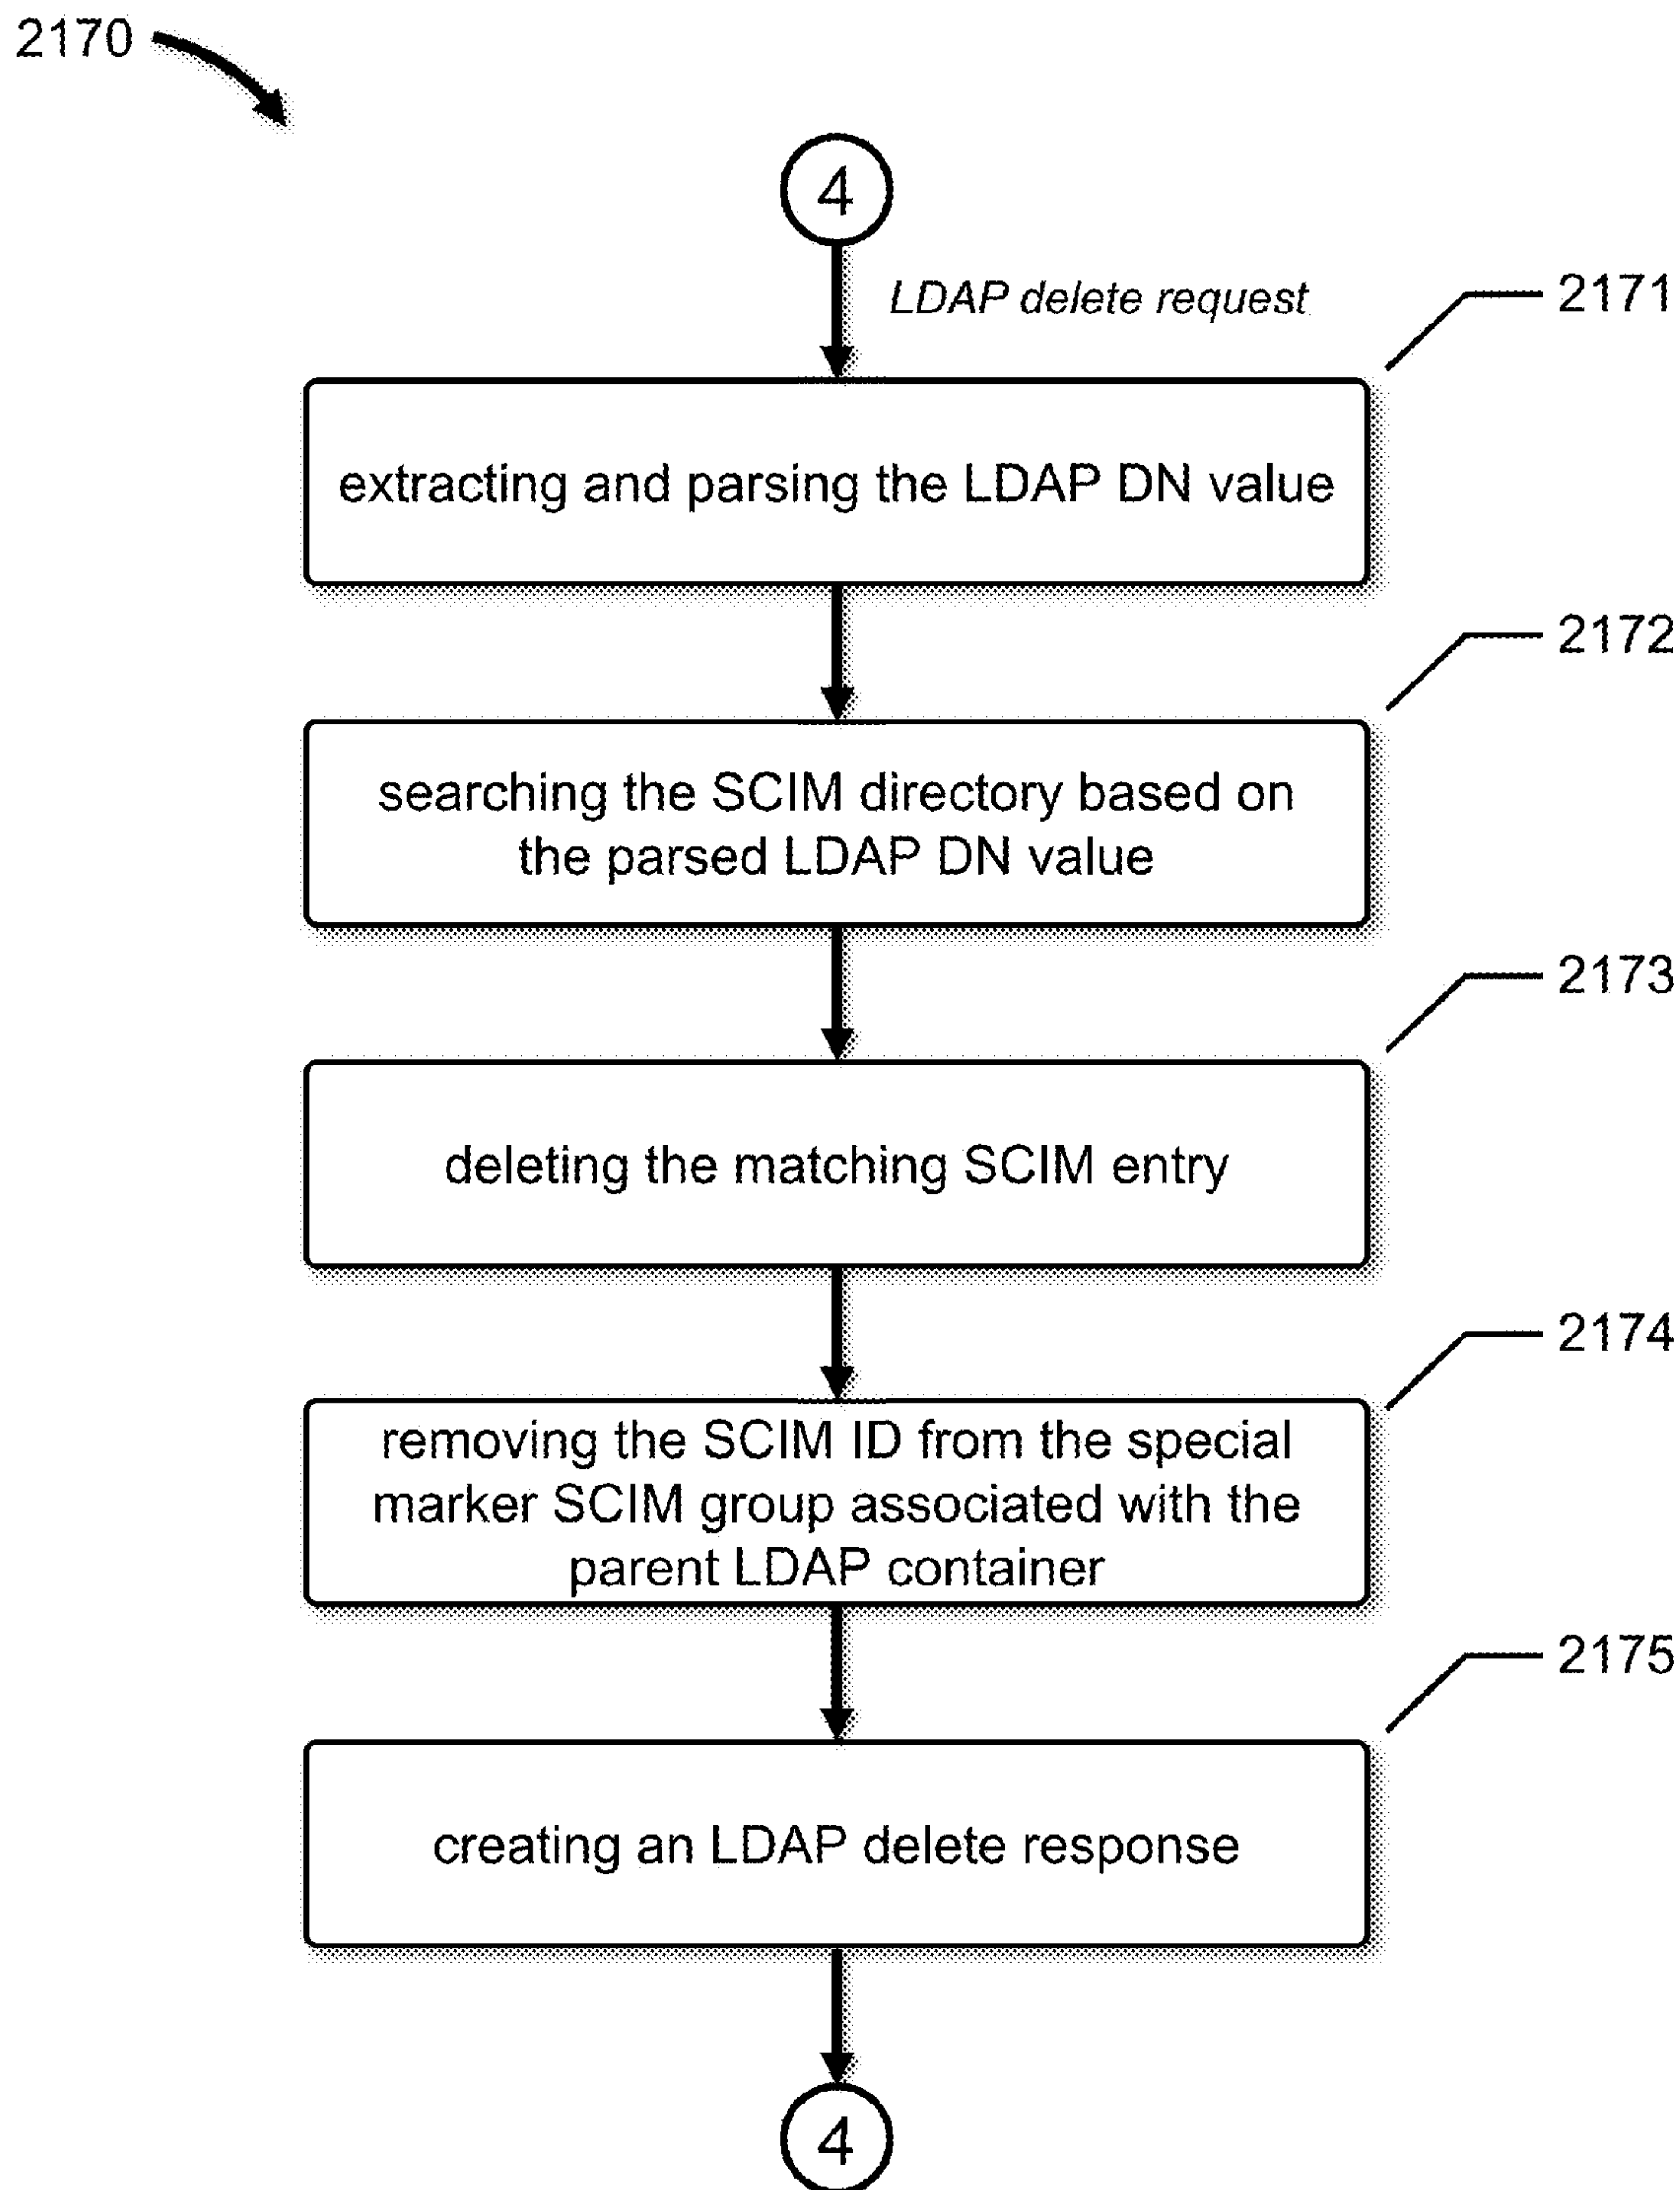 2170
4
LDAP delete request
2171
extracting and parsing the LDAP DN value
2172
searching the SCIM directory based on
the parsed LDAP DN value
2173
deleting the matching SCIM entry
2174
removing the SCIM ID from the special
marker SCIM group associated with the
parent LDAP container
2175
creating an LDAP delete response
4